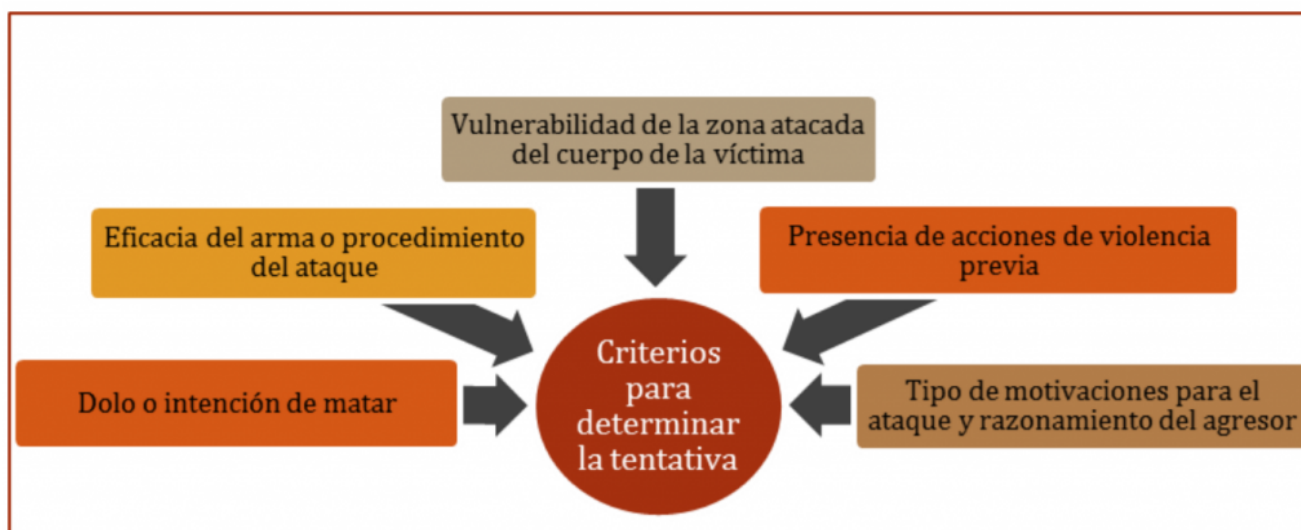 Vulnerabilidad de la zona atacada
del cuerpo de la víctima
Eficacia del arma o procedimiento
del ataque
Presencia de acciones de violencia
previa
Dolo o intención de matar
Criterios
para
determinar
la tentativa
Tipo de motivaciones para el
ataque y razonamiento del agresor